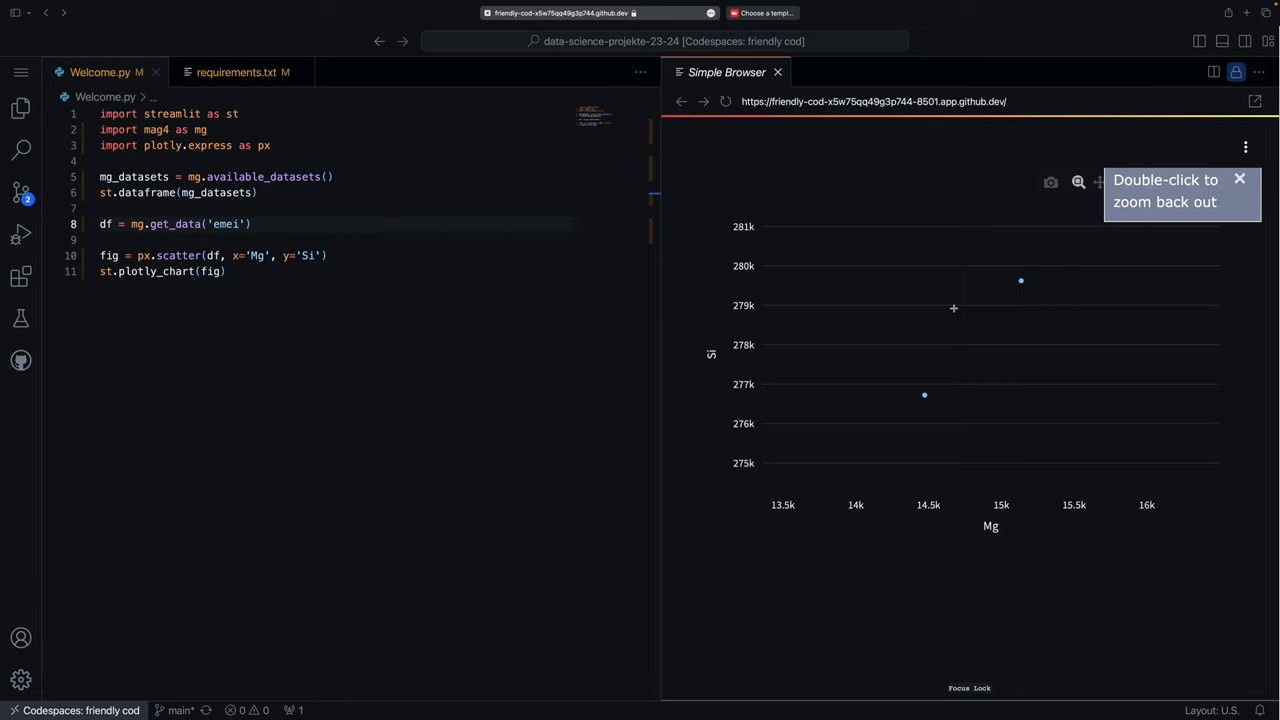 friendly-cod-x5w75qq49g3p744.github.dev
Choose a templ...
data-science-projekte-23-24 [Codespaces: friendly cod]
Welcome.py M
requirements.txt M
Simple Browser
Welcome.py > ...
https://friendly-cod-x5w75qq49g3p744-8501.app.github.dev/
1 import streamlit as st
2 import mag4 as mg
3 import plotly.express as px
4
5 mg_datasets = mg.available_datasets()
6 st.dataframe(mg_datasets)
7
8 df = mg.get_data('emei')
9
10 fig = px.scatter(df, x='Mg', y='Si')
11 st.plotly_chart(fig)
2
Double-click to
zoom back out
281k
280k
279k
278k
277k
276k
275k
Si
13.5k 14k 14.5k 15k 15.5k 16k
Mg
Focus Lock
Codespaces: friendly cod
main*
0 0
1
Layout: U.S.